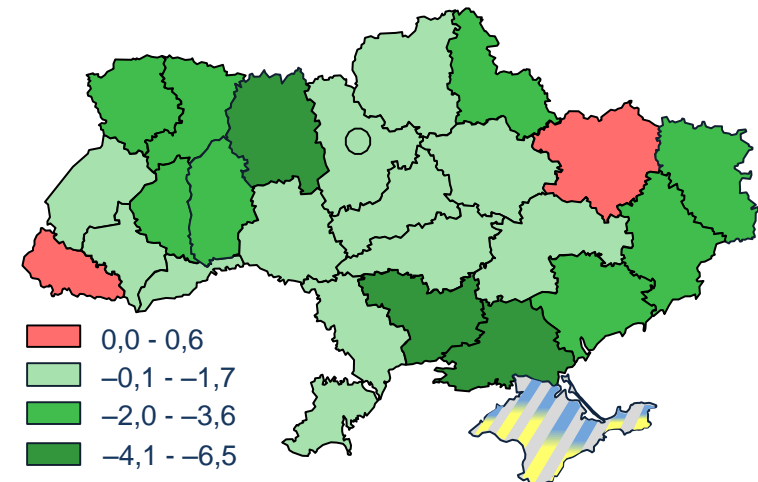 0,0 - 0,6
–0,1 - –1,7
–2,0 - –3,6
–4,1 - –6,5